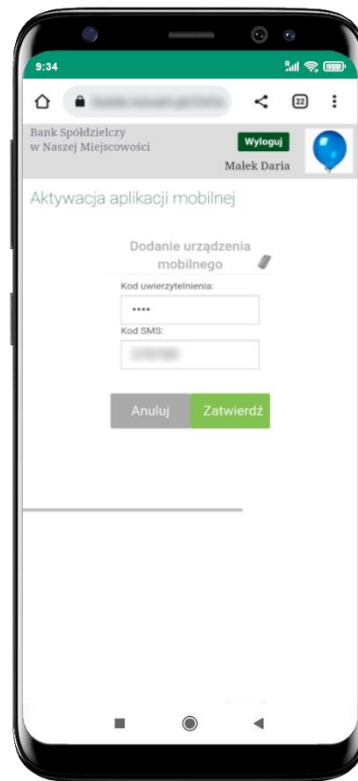 9:34
22
Bank Spółdzielczy
w Naszej Miejscowości
Wyloguj
Małek Daria
Aktywacja aplikacji mobilnej
Dodanie urządzenia
mobilnego
Kod uwierzytelnienia:
••••
Kod SMS:
Anuluj Zatwierdź